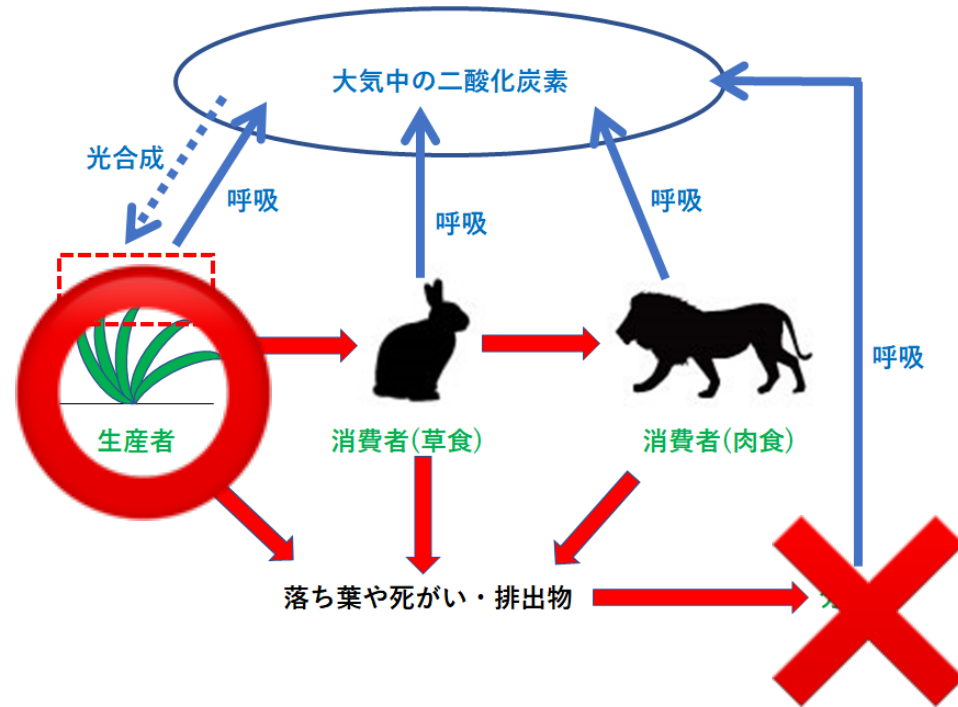 大気中の二酸化炭素
光合成
呼吸
呼吸
呼吸
呼吸
生産者
消費者(草食)
消費者(肉食)
落ち葉や死がい・排出物